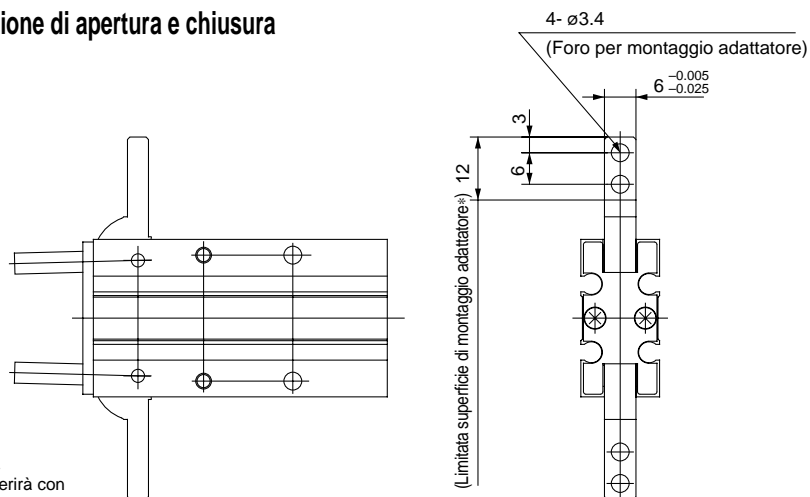 ione di apertura e chiusura
4- ø3.4
(Foro per montaggio adattatore)
6 –0.005 –0.025
3
6
12
(Limitata superficie di montaggio adattatore∗)
erirà con